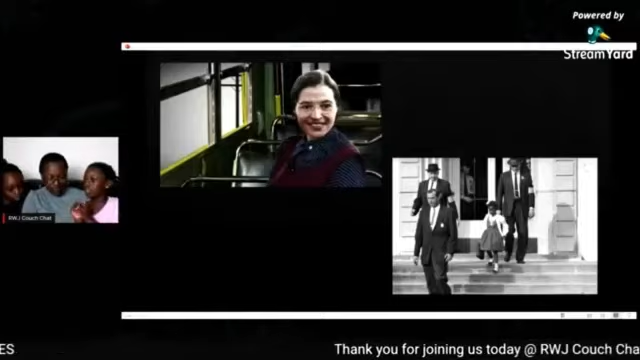 Powered by
StreamYard
RWJ Couch Chat
ES
Thank you for joining us today @ RWJ Couch Cha